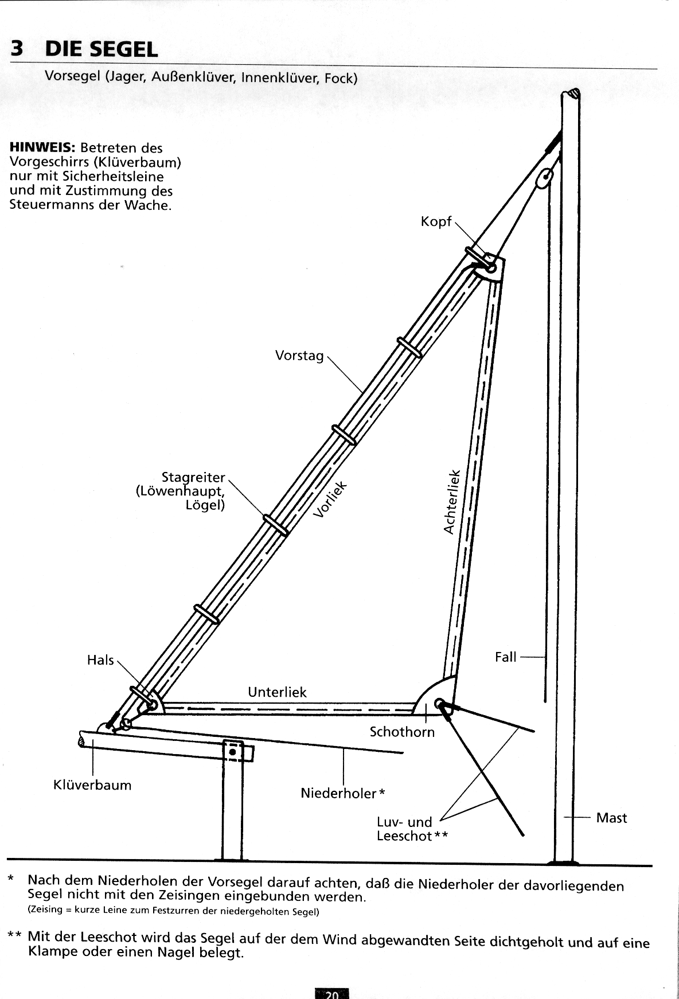 3 DIE SEGEL
Vorsegel (Jager, Außenklüver, Innenklüver, Fock)
HINWEIS: Betreten des
Vorgeschirrs (Klüverbaum)
nur mit Sicherheitsleine
und mit Zustimmung des
Steuermanns der Wache.
Kopf
Vorstag
Stagreiter
(Löwenhaupt,
Lögel)
Vorliek
Achterliek
Hals
Fall
Unterliek
Schothorn
Klüverbaum
Niederholer*
Luv- und
Leeschot**
Mast
* Nach dem Niederholen der Vorsegel darauf achten, daß die Niederholer der davorliegenden
Segel nicht mit den Zeisingen eingebunden werden.
(Zeising = kurze Leine zum Festzurren der niedergeholten Segel)
** Mit der Leeschot wird das Segel auf der dem Wind abgewandten Seite dichtgeholt und auf eine
Klampe oder einen Nagel belegt.
20